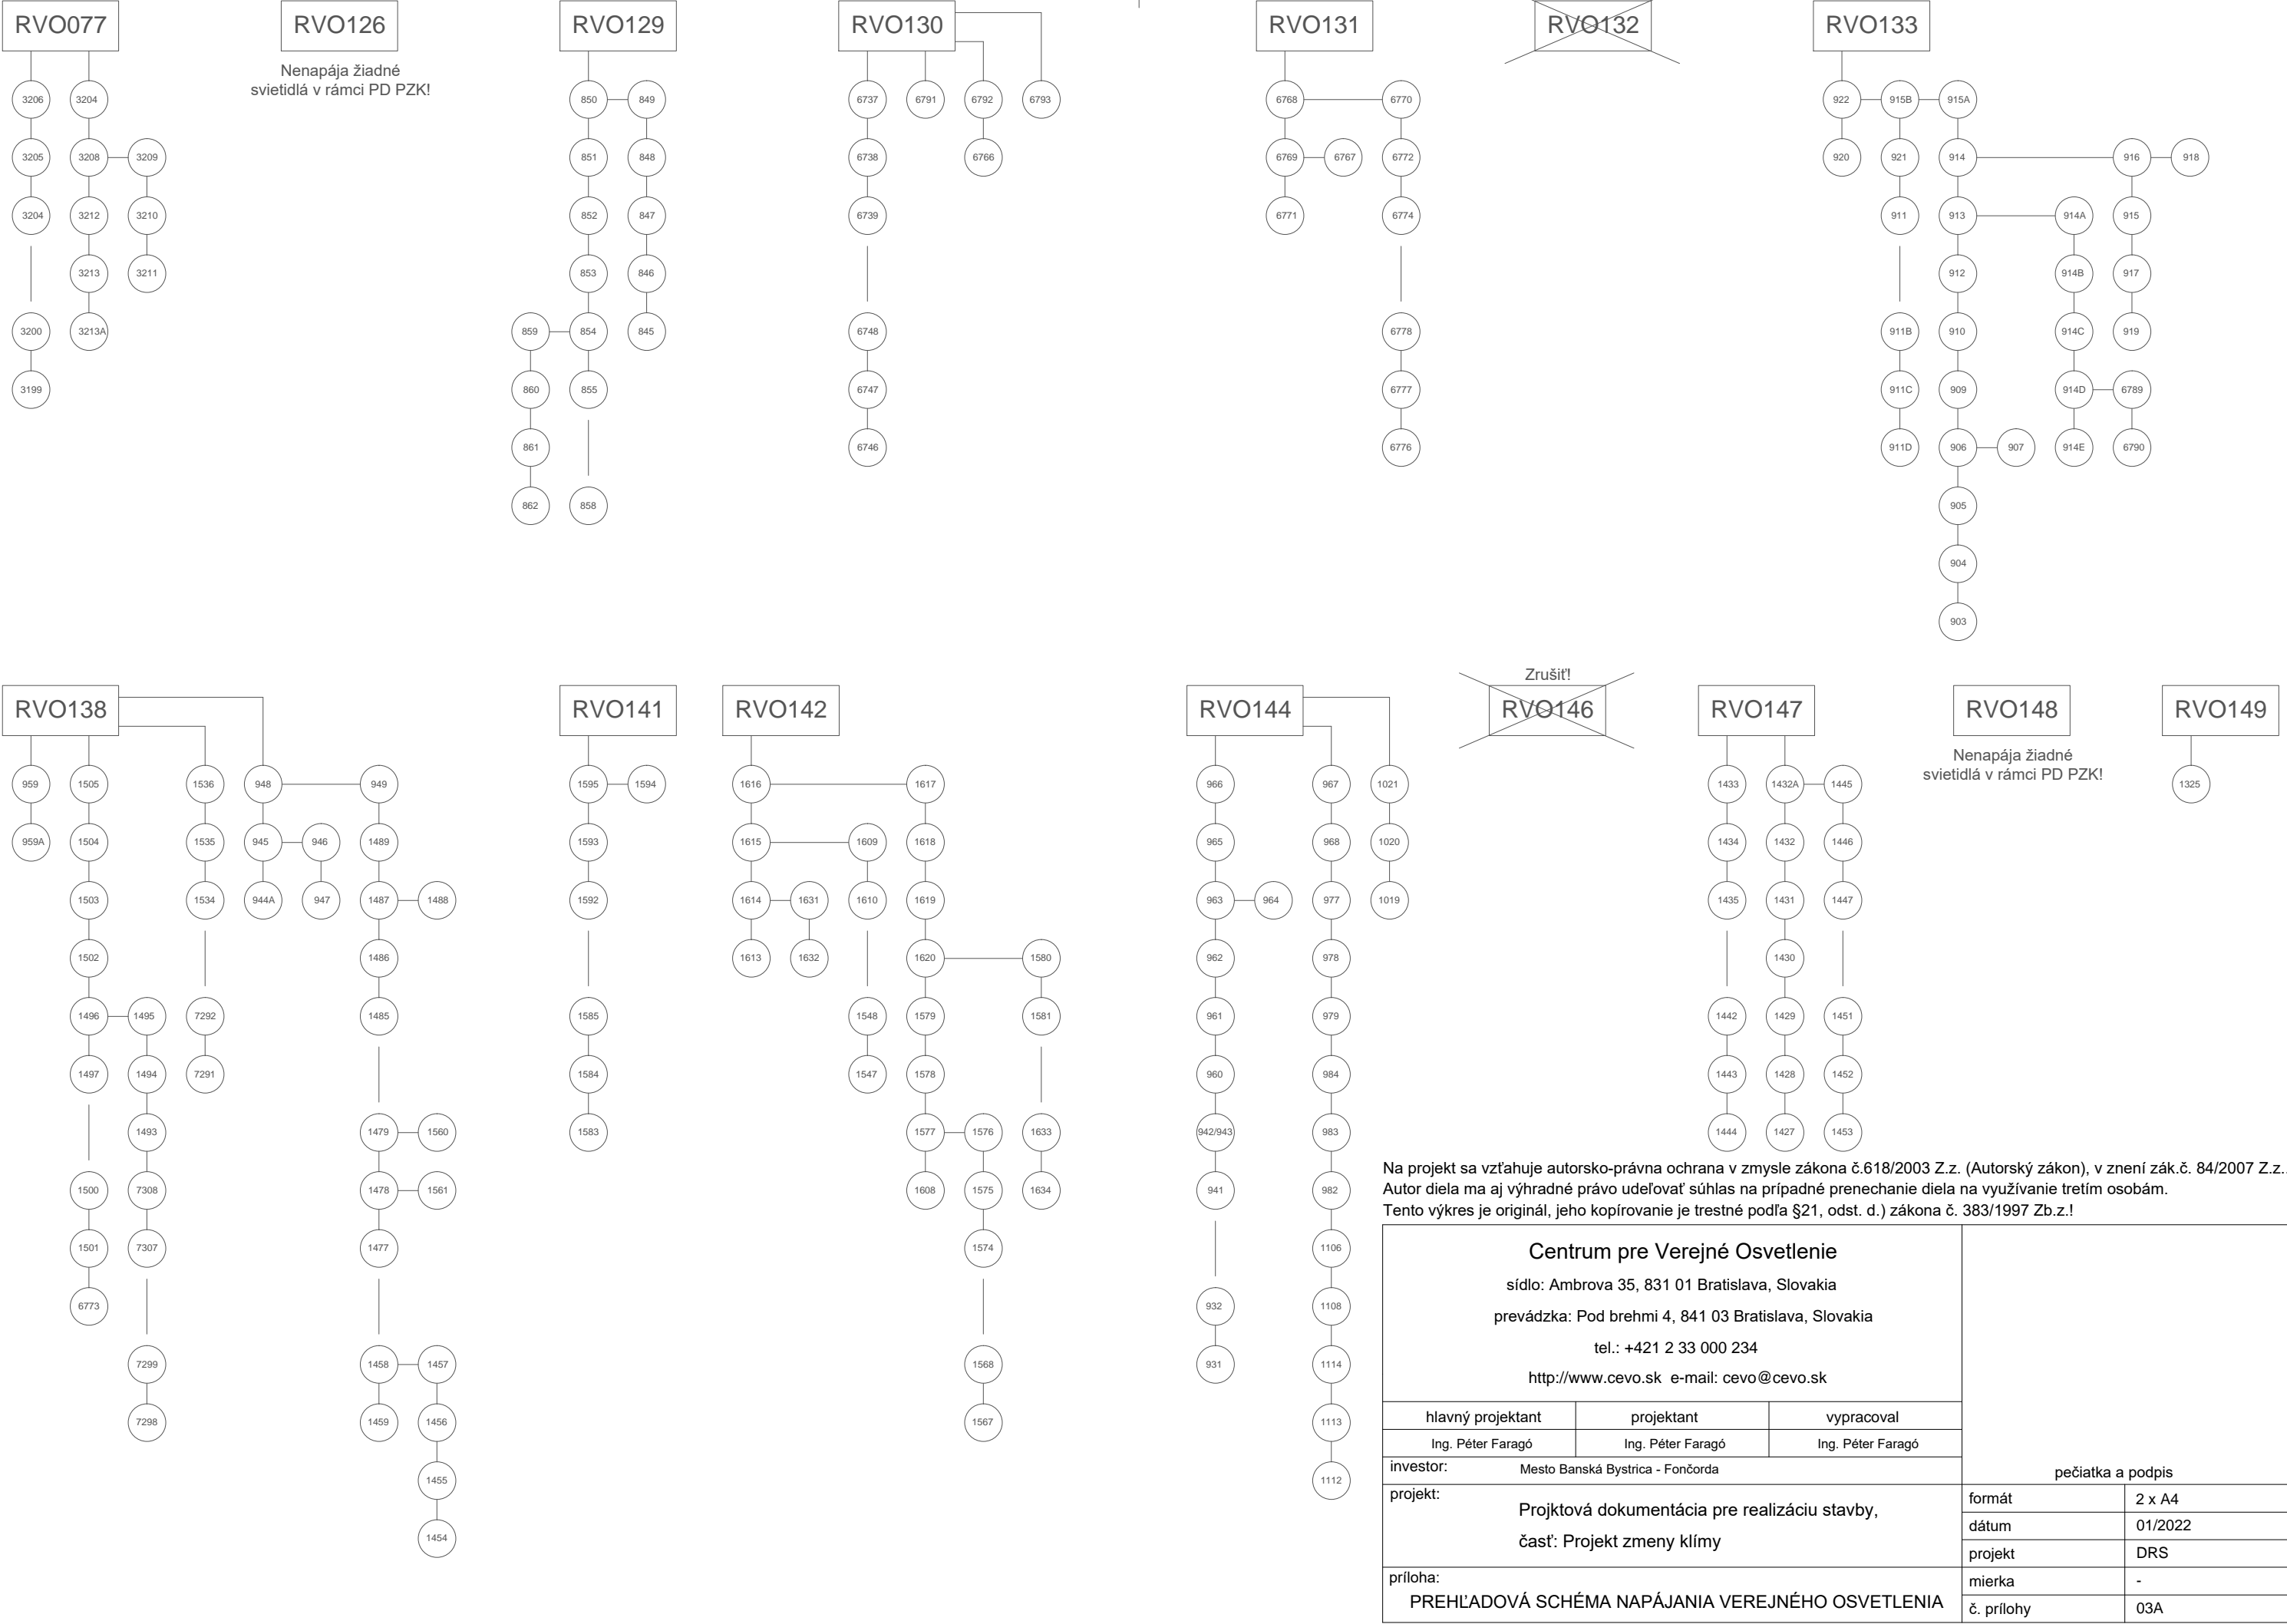 RVO077
RVO126
RVO129
RVO130
RVO131
RVO132
RVO133
Nenapája žiadné
svietidlá v rámci PD PZK!
3206 3204 850 849 6737 6791 6792 6793 6768 6770 922 915B 915A
3205 3208 3209 851 848 6738 6766 6769 6767 6772 920 921 914 916 918
3204 3212 3210 852 847 6739 6771 6774 911 913 914A 915
3213 3211 853 846 912 914B 917
3200 3213A 859 854 845 6748 6778 911B 910 914C 919
3199 860 855 6747 6777 911C 909 914D 6789
861 6746 6776 911D 906 907 914E 6790
862 858 905
904
903
Zrušiť!
RVO138
RVO141
RVO142
RVO144
RVO146
RVO147
RVO148
RVO149
Nenapája žiadné
svietidlá v rámci PD PZK!
959 1505 1536 948 949 1595 1594 1616 1617 966 967 1021 1433 1432A 1445 1325
959A 1504 1535 945 946 1489 1593 1615 1609 1618 965 968 1020 1434 1432 1446
1503 1534 944A 947 1487 1488 1592 1614 1631 1610 1619 963 964 977 1019 1435 1431 1447
1502 1486 1613 1632 1620 1580 962 978 1430
1496 1495 7292 1485 1585 1548 1579 1581 961 979 1442 1429 1451
1497 1494 7291 1584 1547 1578 960 984 1443 1428 1452
1493 1479 1560 1583 1577 1576 1633 942/943 983 1444 1427 1453
1500 7308 1478 1561 1608 1575 1634 941 982
1501 7307 1477 1574 1106
6773 932 1108
7299 1458 1457 1568 931 1114
7298 1459 1456 1567 1113
1455 1112
1454
Na projekt sa vzťahuje autorsko-právna ochrana v zmysle zákona č.618/2003 Z.z. (Autorský zákon), v znení zák.č. 84/2007 Z.z..
Autor diela ma aj výhradné právo udeľovať súhlas na prípadné prenechanie diela na využívanie tretím osobám.
Tento výkres je originál, jeho kopírovanie je trestné podľa §21, odst. d.) zákona č. 383/1997 Zb.z.!
Centrum pre Verejné Osvetlenie
sídlo: Ambrova 35, 831 01 Bratislava, Slovakia
prevádzka: Pod brehmi 4, 841 03 Bratislava, Slovakia
tel.: +421 2 33 000 234
http://www.cevo.sk e-mail: cevo@cevo.sk
hlavný projektant projektant vypracoval
Ing. Péter Faragó Ing. Péter Faragó Ing. Péter Faragó
investor: Mesto Banská Bystrica - Fončorda
pečiatka a podpis
projekt:
Projktová dokumentácia pre realizáciu stavby,
časť: Projekt zmeny klímy
formát 2 x A4
dátum 01/2022
projekt DRS
mierka -
č. prílohy 03A
príloha:
PREHĽADOVÁ SCHÉMA NAPÁJANIA VEREJNÉHO OSVETLENIA